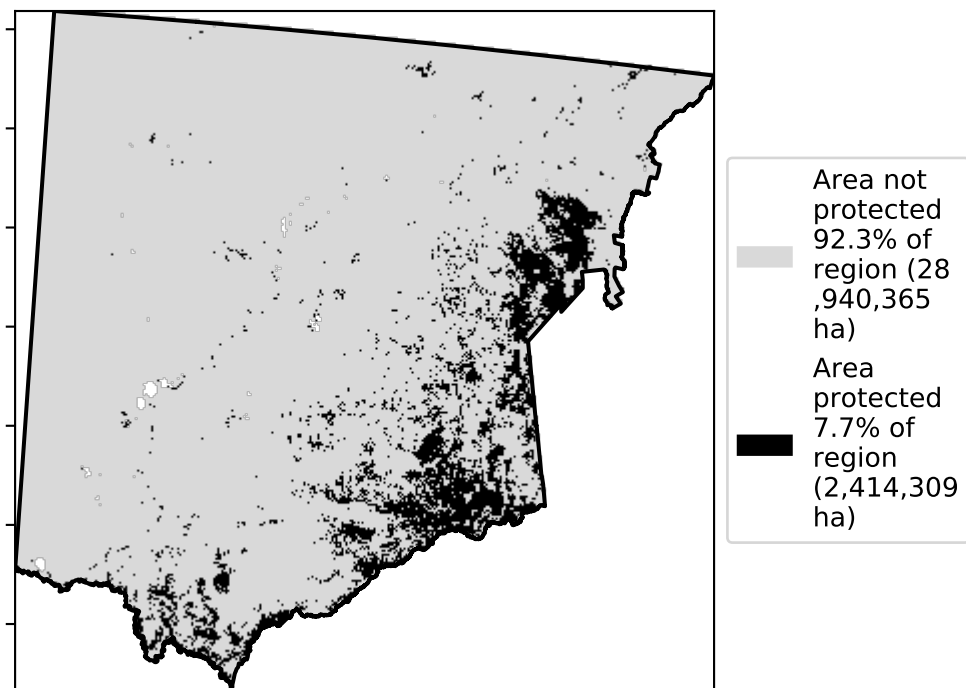 Area not
protected
92.3% of
region (28
,940,365
ha)
Area
protected
7.7% of
region
(2,414,309
ha)